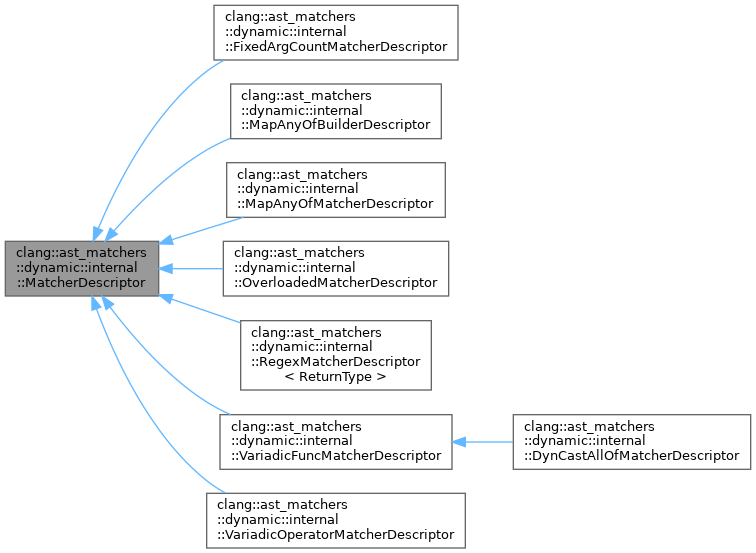 clang::ast_matchers
::dynamic::internal
::FixedArgCountMatcherDescriptor
clang::ast_matchers
::dynamic::internal
::MapAnyOfBuilderDescriptor
clang::ast_matchers
::dynamic::internal
::MapAnyOfMatcherDescriptor
clang::ast_matchers
::dynamic::internal
::MatcherDescriptor
clang::ast_matchers
::dynamic::internal
::OverloadedMatcherDescriptor
clang::ast_matchers
::dynamic::internal
::RegexMatcherDescriptor
< ReturnType >
clang::ast_matchers
::dynamic::internal
::VariadicFuncMatcherDescriptor
clang::ast_matchers
::dynamic::internal
::DynCastAllOfMatcherDescriptor
clang::ast_matchers
::dynamic::internal
::VariadicOperatorMatcherDescriptor